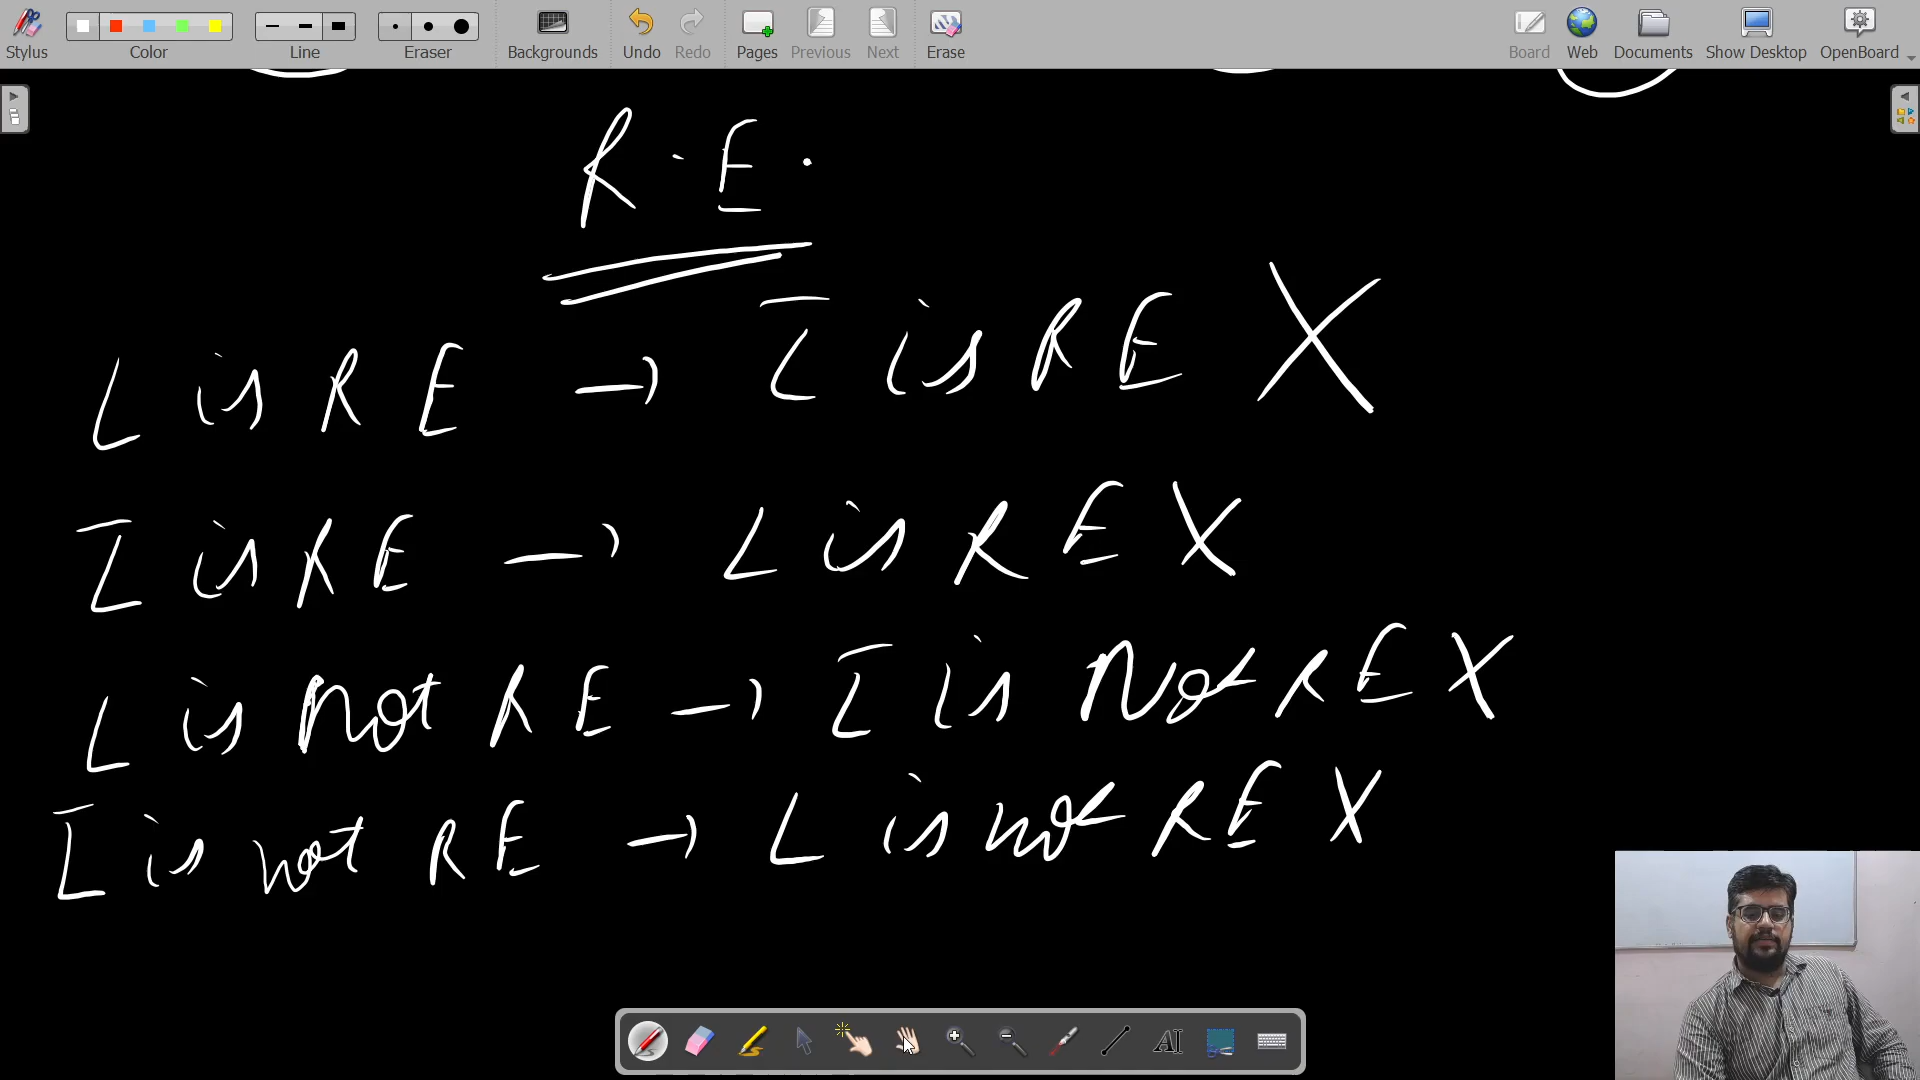 Stylus Color Line Eraser Backgrounds Undo Redo Pages Previous Next Erase Board Web Documents Show Desktop OpenBoard
R.E.
L is RE → L̅ is RE X
L̅ is RE → L is RE X
L is Not RE → L̅ is Not RE X
L̅ is not RE → L is not RE X